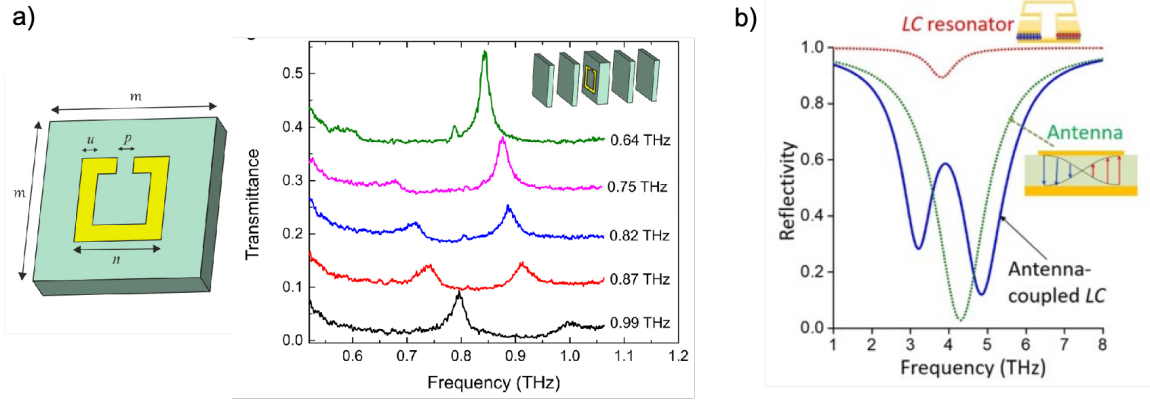 a)
m
m
u
p
n
Transmittance
0.5
0.4
0.3
0.2
0.1
0.0
0.64 THz
0.75 THz
0.82 THz
0.87 THz
0.99 THz
0.6 0.7 0.8 0.9 1.0 1.1 1.2
Frequency (THz)
b)
LC resonator
Reflectivity
1.0
0.8
0.6
0.4
0.2
0.0
Antenna
Antenna-
coupled LC
1 2 3 4 5 6 7 8
Frequency (THz)